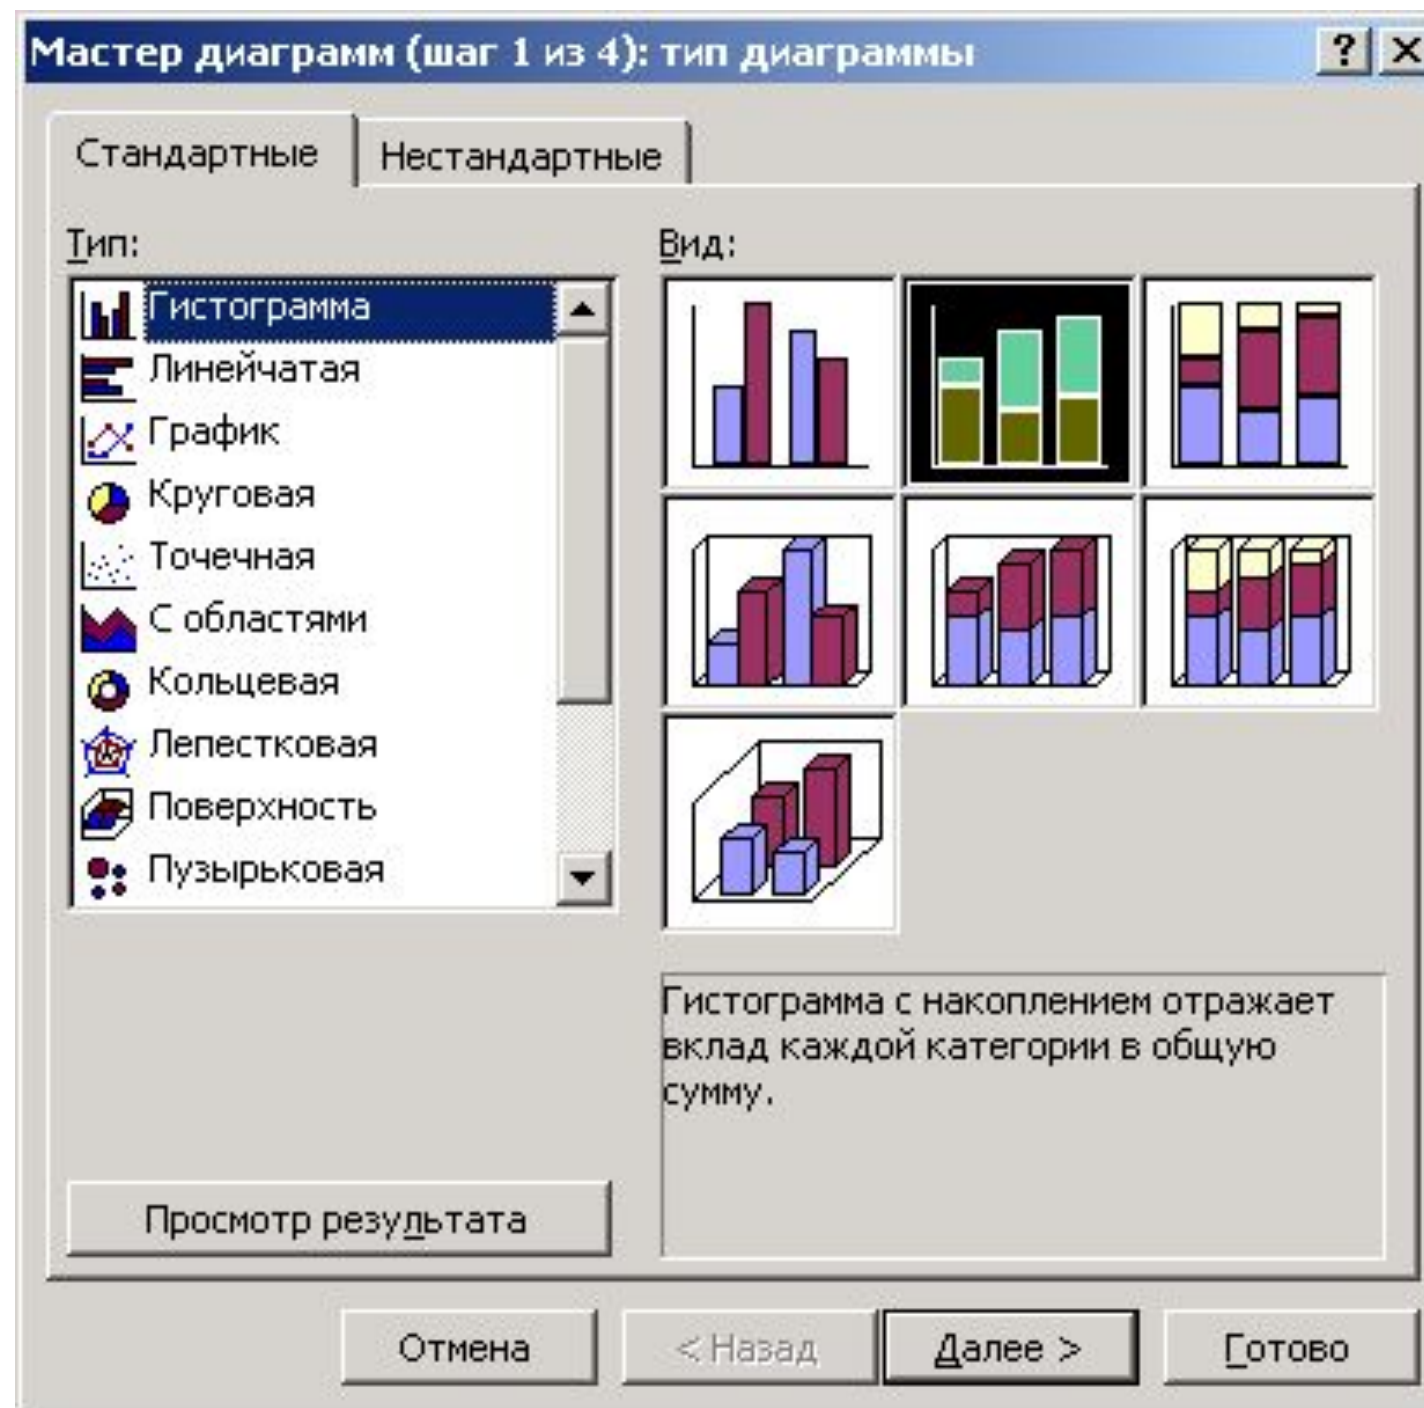 Мастер диаграмм (шаг 1 из 4): тип диаграммы
Стандартные
Нестандартные
Тип:
Гистограмма
Линейчатая
График
Круговая
Точечная
С областями
Кольцевая
Лепестковая
Поверхность
Пузырьковая
Вид:
Гистограмма с накоплением отражает
вклад каждой категории в общую
сумму.
Просмотр результата
Отмена
< Назад
Далее >
Готово